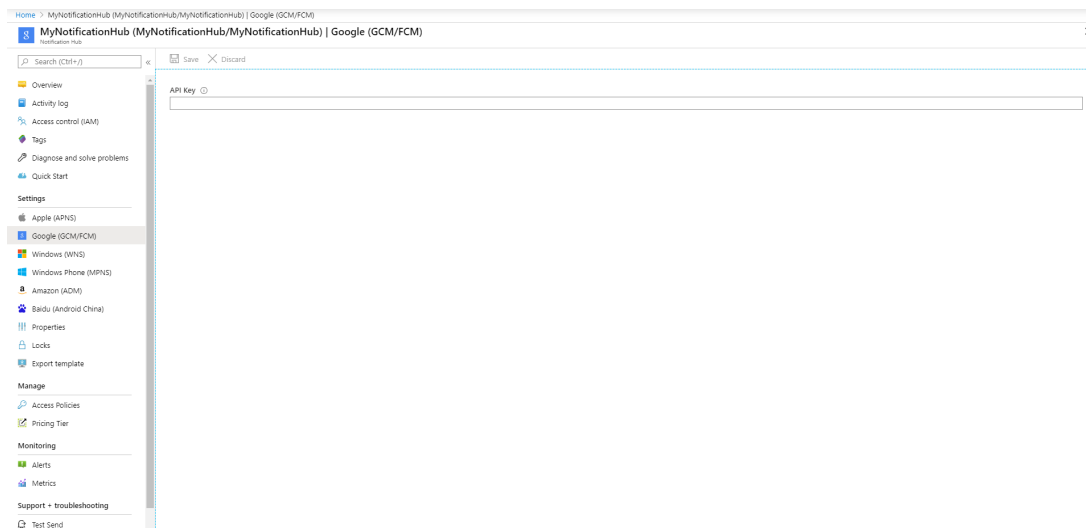 Home > MyNotificationHub (MyNotificationHub/MyNotificationHub) | Google (GCM/FCM)
MyNotificationHub (MyNotificationHub/MyNotificationHub) | Google (GCM/FCM)
Notification Hub
Search (Ctrl+/)
«
Save
Discard
Overview
Activity log
Access control (IAM)
Tags
Diagnose and solve problems
Quick Start
Settings
Apple (APNS)
Google (GCM/FCM)
Windows (WNS)
Windows Phone (MPNS)
Amazon (ADM)
Baidu (Android China)
Properties
Locks
Export template
Manage
Access Policies
Pricing Tier
Monitoring
Alerts
Metrics
Support + troubleshooting
Test Send
API Key